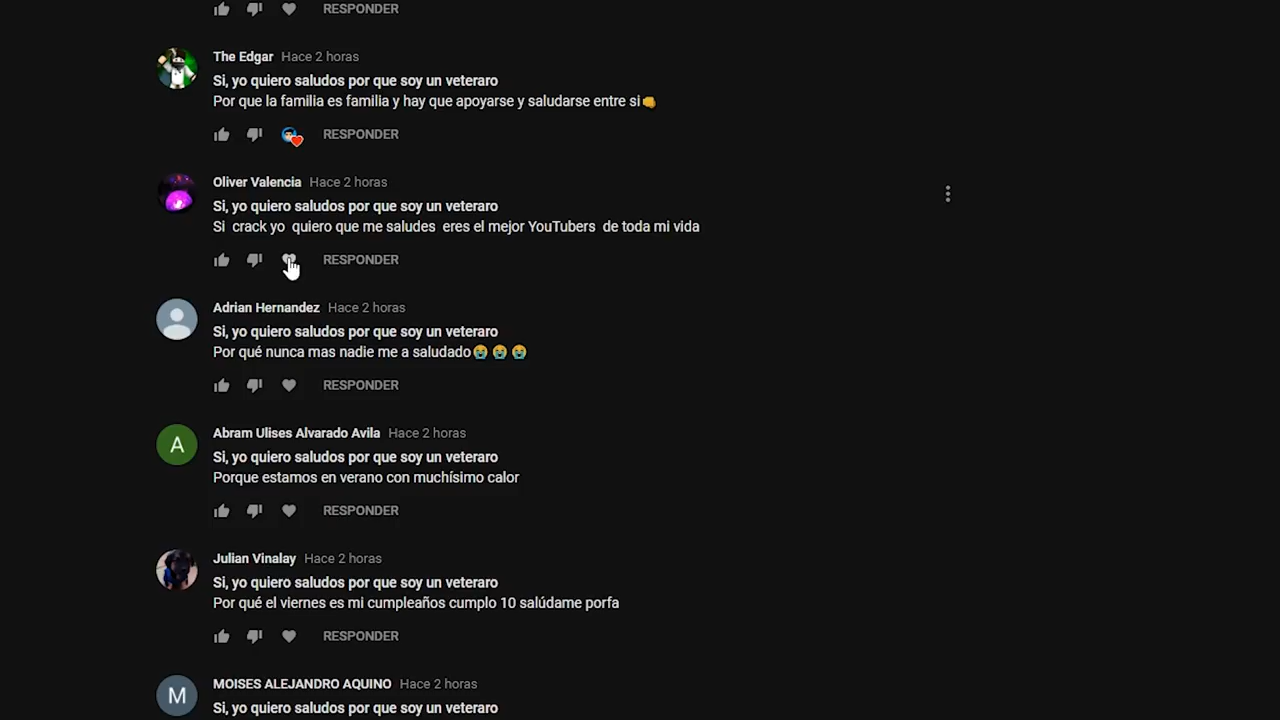 RESPONDER
The Edgar Hace 2 horas
Si, yo quiero saludos por que soy un veteraro
Por que la familia es familia y hay que apoyarse y saludarse entre si👊
RESPONDER
Oliver Valencia Hace 2 horas
Si, yo quiero saludos por que soy un veteraro
Si  crack yo  quiero que me saludes  eres el mejor YouTubers  de toda mi vida
RESPONDER
Adrian Hernandez Hace 2 horas
Si, yo quiero saludos por que soy un veteraro
Por qué nunca mas nadie me a saludado😭😭😭
RESPONDER
A
Abram Ulises Alvarado Avila Hace 2 horas
Si, yo quiero saludos por que soy un veteraro
Porque estamos en verano con muchísimo calor
RESPONDER
Julian Vinalay Hace 2 horas
Si, yo quiero saludos por que soy un veteraro
Por qué el viernes es mi cumpleaños cumplo 10 salúdame porfa
RESPONDER
M
MOISES ALEJANDRO AQUINO Hace 2 horas
Si, yo quiero saludos por que soy un veteraro